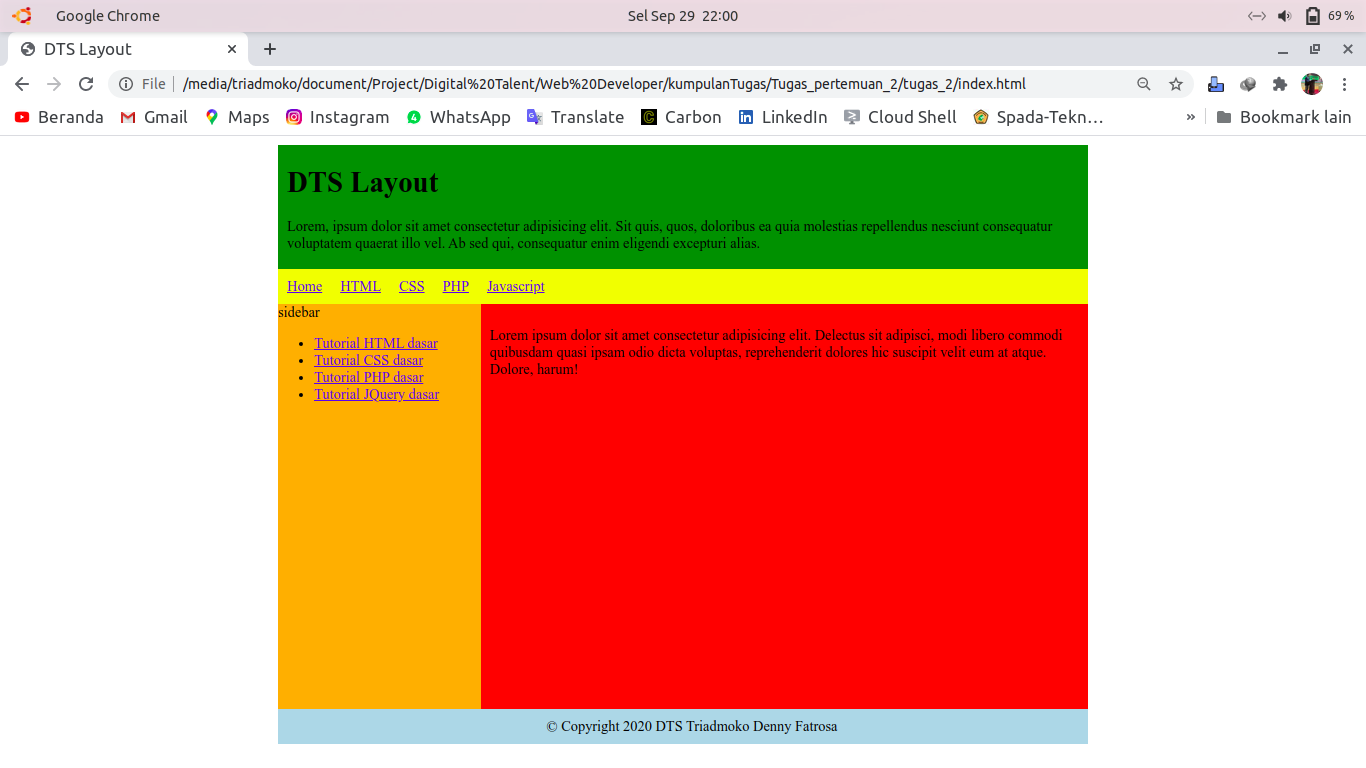 Google Chrome
Sel Sep 29 22:00
69 %
DTS Layout
File
/media/triadmoko/document/Project/Digital%20Talent/Web%20Developer/kumpulanTugas/Tugas_pertemuan_2/tugas_2/index.html
Beranda
Gmail
Maps
Instagram
WhatsApp
Translate
Carbon
LinkedIn
Cloud Shell
Spada-Tekn…
»
Bookmark lain
DTS Layout
Lorem, ipsum dolor sit amet consectetur adipisicing elit. Sit quis, quos, doloribus ea quia molestias repellendus nesciunt consequatur
voluptatem quaerat illo vel. Ab sed qui, consequatur enim eligendi excepturi alias.
Home HTML CSS PHP Javascript
sidebar
Tutorial HTML dasar
Tutorial CSS dasar
Tutorial PHP dasar
Tutorial JQuery dasar
Lorem ipsum dolor sit amet consectetur adipisicing elit. Delectus sit adipisci, modi libero commodi
quibusdam quasi ipsam odio dicta voluptas, reprehenderit dolores hic suscipit velit eum at atque.
Dolore, harum!
© Copyright 2020 DTS Triadmoko Denny Fatrosa